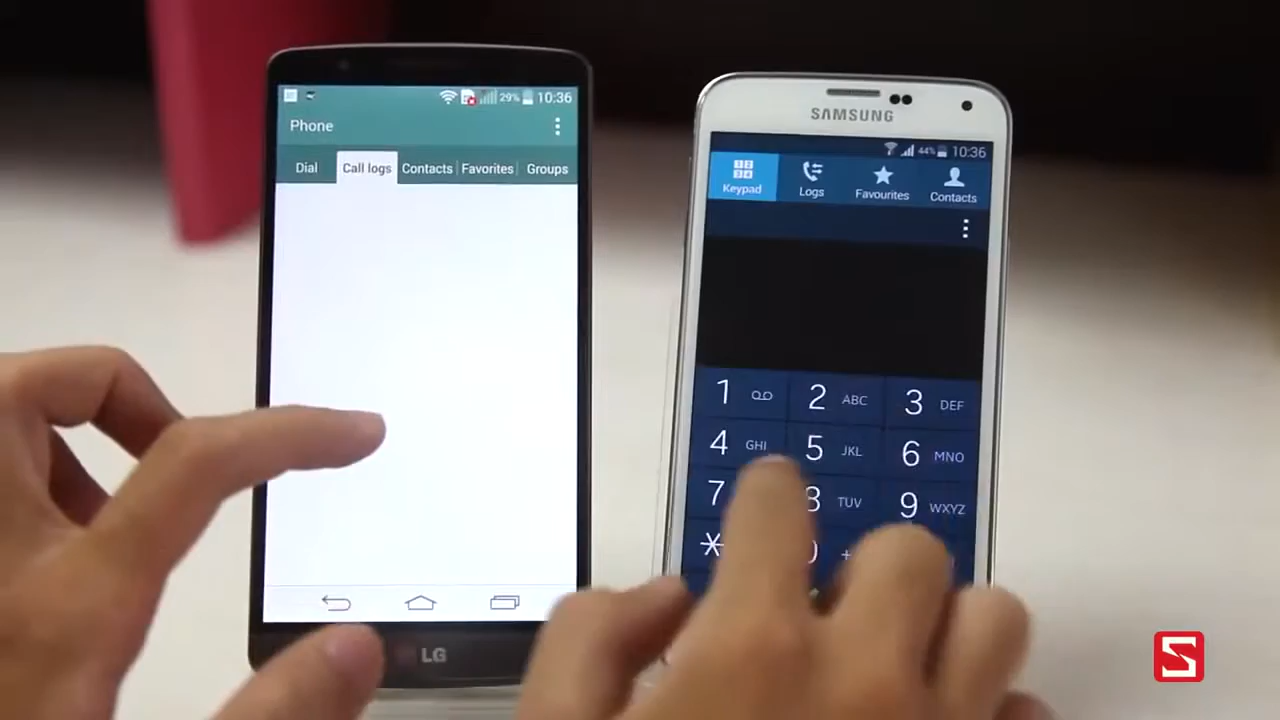 29% 10:36
Phone
Dial Call logs Contacts Favorites Groups
LG
SAMSUNG
44% 10:36
Keypad Logs Favourites Contacts
1 2 ABC 3 DEF
4 GHI 5 JKL 6 MNO
7 8 TUV 9 WXYZ
* 0 +
S